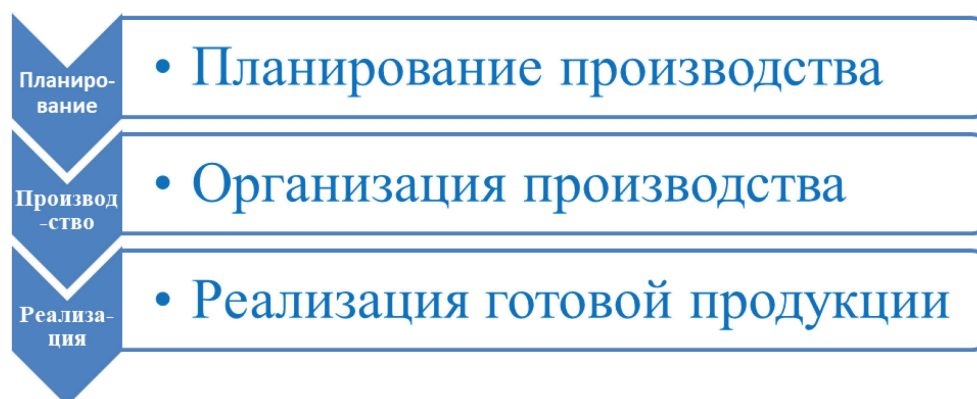 Планиро-
вание
• Планирование производства
Производ
-ство
• Организация производства
Реализа-
ция
• Реализация готовой продукции